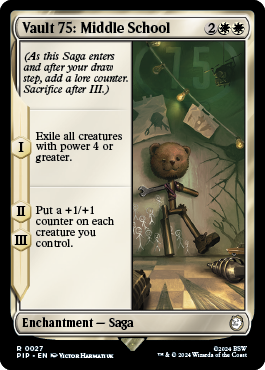 Vault 75: Middle School 2
(As this Saga enters
and after your draw
step, add a lore counter.
Sacrifice after III.)
75
I
Exile all creatures
with power 4 or
greater.
II
III
Put a +1/+1
counter on each
creature you
control.
Enchantment — Saga
R 0027
PIP • EN VICTOR HARMATIUK
©2024 BSW
™ & © 2024 Wizards of the Coast